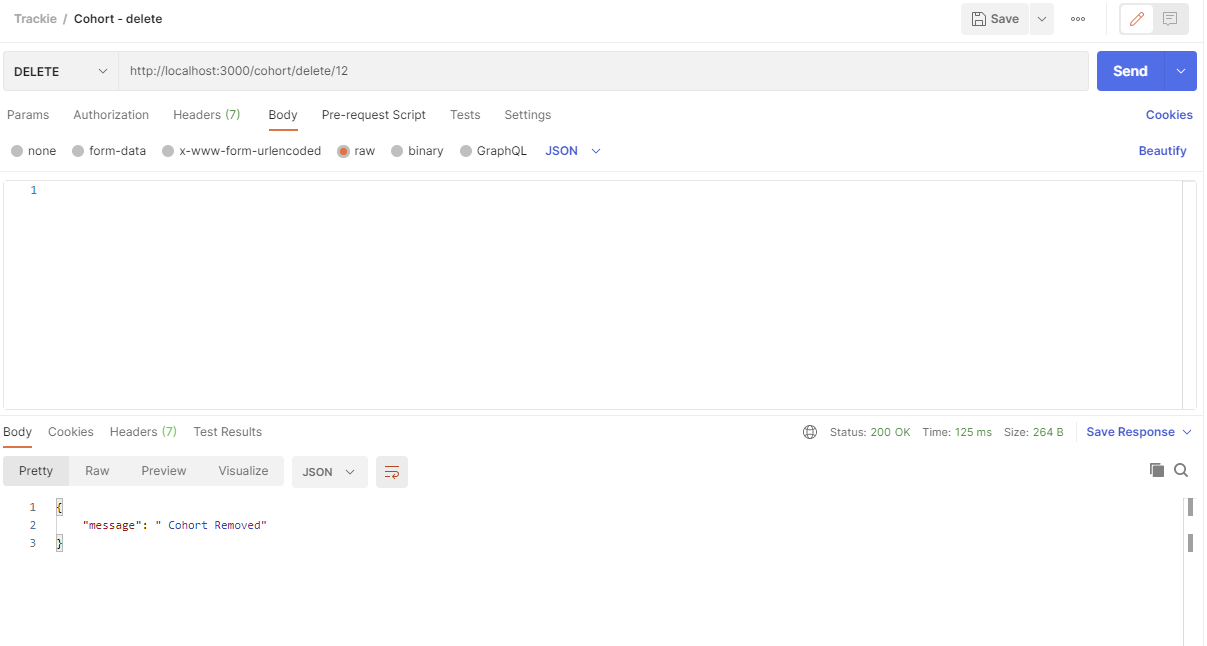 Trackie / Cohort - delete
Save
DELETE
http://localhost:3000/cohort/delete/12
Send
Params Authorization Headers (7) Body Pre-request Script Tests Settings
Cookies
none form-data x-www-form-urlencoded raw binary GraphQL JSON
Beautify
1
Body Cookies Headers (7) Test Results
Status: 200 OK Time: 125 ms Size: 264 B
Save Response
Pretty Raw Preview Visualize JSON
1 {
2 "message": " Cohort Removed"
3 }